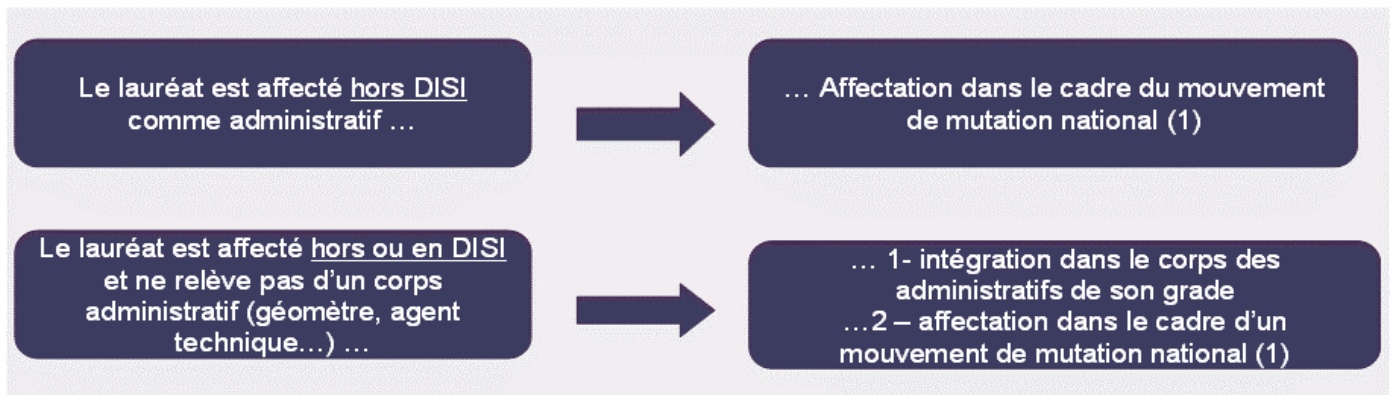 Le lauréat est affecté hors DISI
comme administratif …
… Affectation dans le cadre du mouvement
de mutation national (1)
Le lauréat est affecté hors ou en DISI
et ne relève pas d’un corps
administratif (géomètre, agent
technique…) …
… 1- intégration dans le corps des
administratifs de son grade
…2 – affectation dans le cadre d’un
mouvement de mutation national (1)